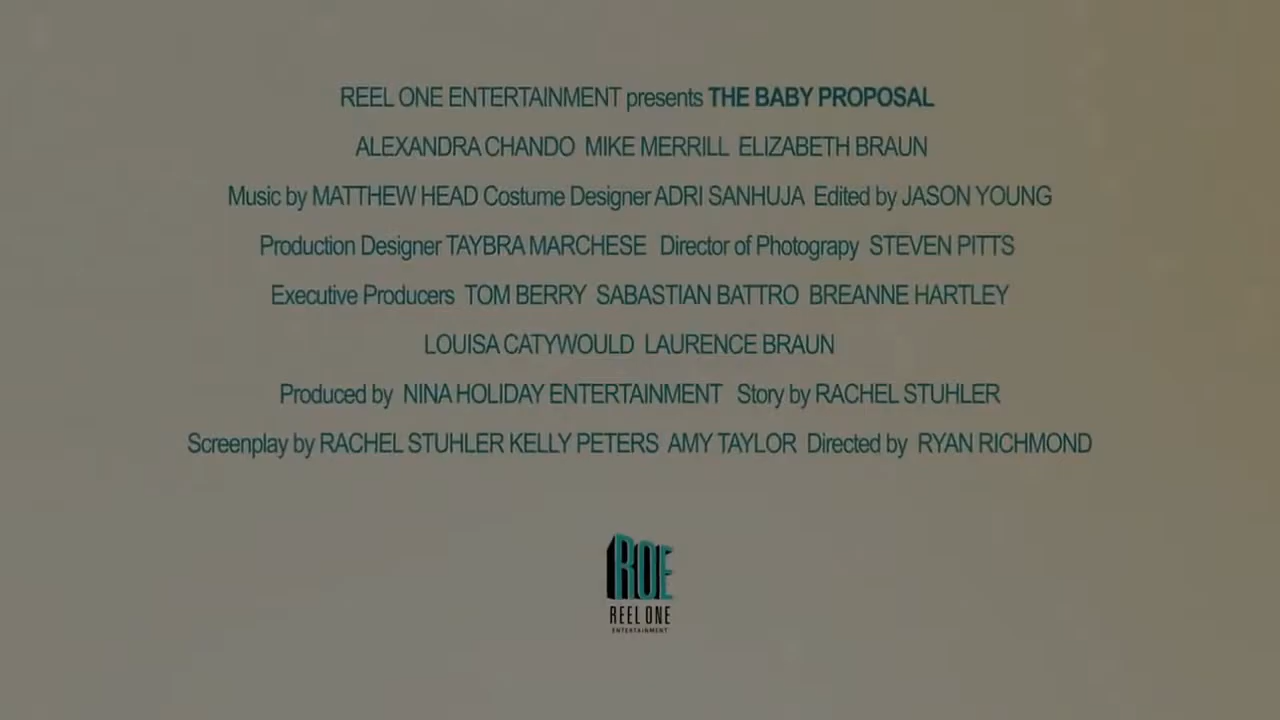 REEL ONE ENTERTAINMENT presents THE BABY PROPOSAL
ALEXANDRA CHANDO MIKE MERRILL ELIZABETH BRAUN
Music by MATTHEW HEAD Costume Designer ADRI SANHUJA Edited by JASON YOUNG
Production Designer TAYBRA MARCHESE Director of Photograpy STEVEN PITTS
Executive Producers TOM BERRY SABASTIAN BATTRO BREANNE HARTLEY
LOUISA CATYWOULD LAURENCE BRAUN
Produced by NINA HOLIDAY ENTERTAINMENT Story by RACHEL STUHLER
Screenplay by RACHEL STUHLER KELLY PETERS AMY TAYLOR Directed by RYAN RICHMOND
ROE
REEL ONE
ENTERTAINMENT